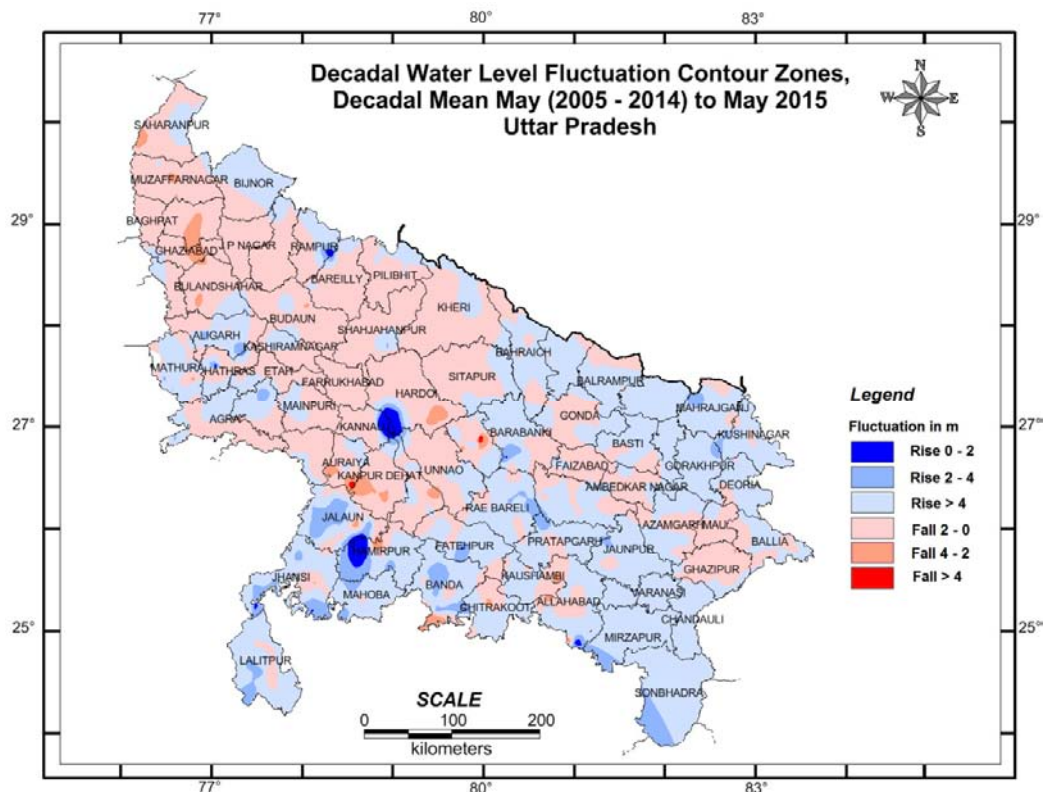 77° 80° 83°
Decadal Water Level Fluctuation Contour Zones,
Decadal Mean May (2005 - 2014) to May 2015
Uttar Pradesh
N
W E
S
SAHARANPUR
MUZAFFARNAGAR
BIJNOR
29° 29°
BAGHPAT
GHAZIABAD
J P NAGAR
RAMPUR
BAREILLY
PILIBHIT
BULANDSHAHAR
KHERI
BUDAUN
SHAHJAHANPUR
ALIGARH
KASHIRAMNAGAR
BAHRAICH
MATHURA
HATHRAS
ETAH
FARRUKHABAD
HARDOI
SITAPUR
BALRAMPUR
MAINPURI
AGRA
GONDA
MAHRAJGANJ
27° 27°
KANNAU
BARABANKI
BASTI
KUSHINAGAR
AURAIYA
KANPUR DEHAT
UNNAO
FAIZABAD
GORAKHPUR
AMBEDKAR NAGAR
DEORIA
JALAUN
RAE BARELI
AZAMGARH
MAU
BALLIA
HAMIRPUR
FATEHPUR
PRATAPGARH
JAUNPUR
GHAZIPUR
JHANSI
MAHOBA
BANDA
KAUSHAMBI
CHITRAKOOT
ALLAHABAD
VARANASI
CHANDAULI
25° 25°
MIRZAPUR
LALITPUR
SONBHADRA
Legend
Fluctuation in m
Rise 0 - 2
Rise 2 - 4
Rise > 4
Fall 2 - 0
Fall 4 - 2
Fall > 4
SCALE
0 100 200
kilometers
77° 80° 83°